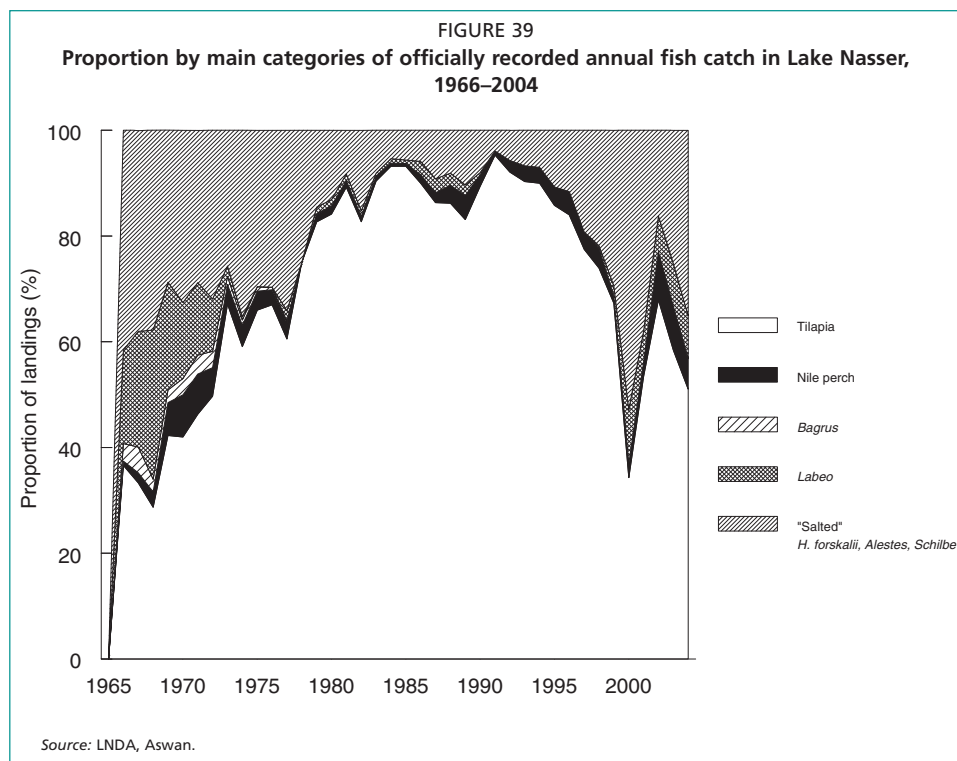 FIGURE 39
Proportion by main categories of officially recorded annual fish catch in Lake Nasser,
1966–2004
Proportion of landings (%)
100
80
60
40
20
0
1965 1970 1975 1980 1985 1990 1995 2000
Tilapia
Nile perch
Bagrus
Labeo
"Salted"
H. forskalii, Alestes, Schilbe
Source: LNDA, Aswan.